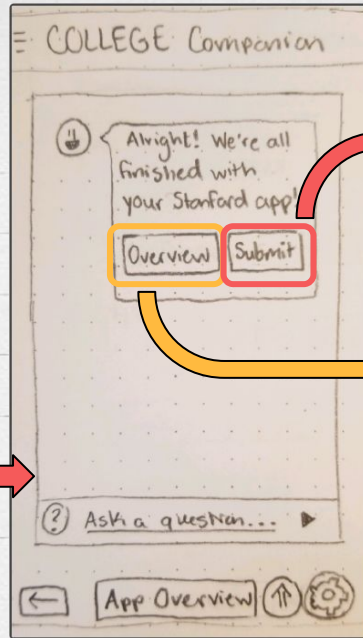 COLLEGE Companion
Alright! We're all
finished with
your Stanford app!
Overview Submit
? Ask a question...
App Overview